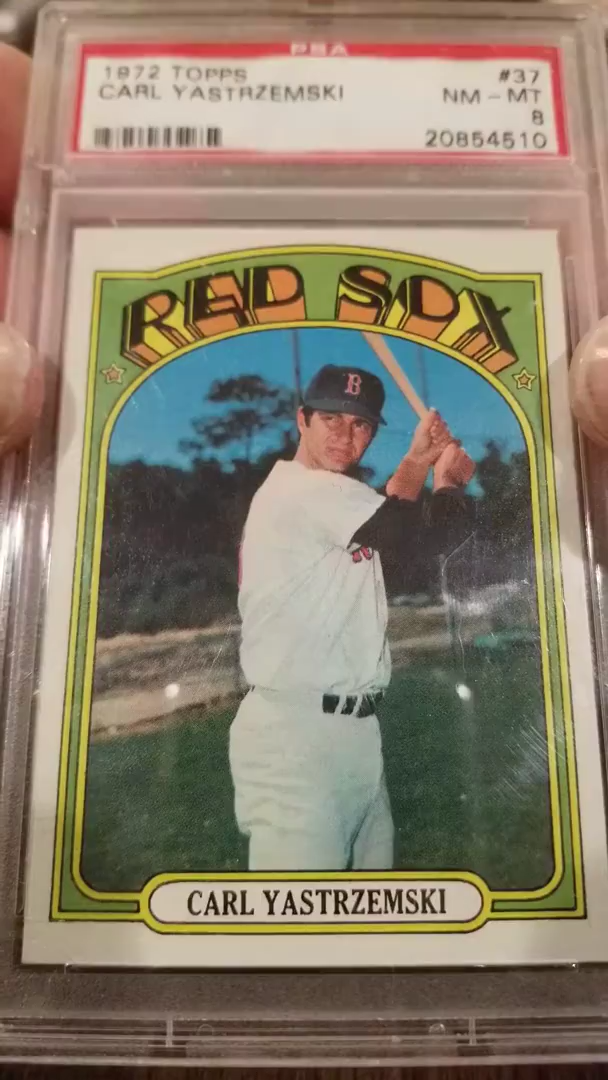 PSA
1972 TOPPS #37
CARL YASTRZEMSKI NM - MT
8
20854510
RED SOX
B
CARL YASTRZEMSKI